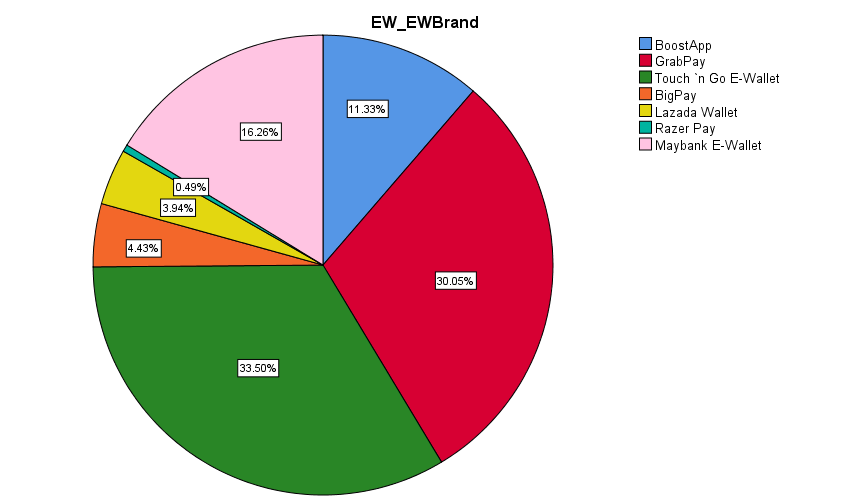 EW_EWBrand
BoostApp
GrabPay
Touch `n Go E-Wallet
BigPay
Lazada Wallet
Razer Pay
Maybank E-Wallet
11.33%
16.26%
0.49%
3.94%
4.43%
30.05%
33.50%